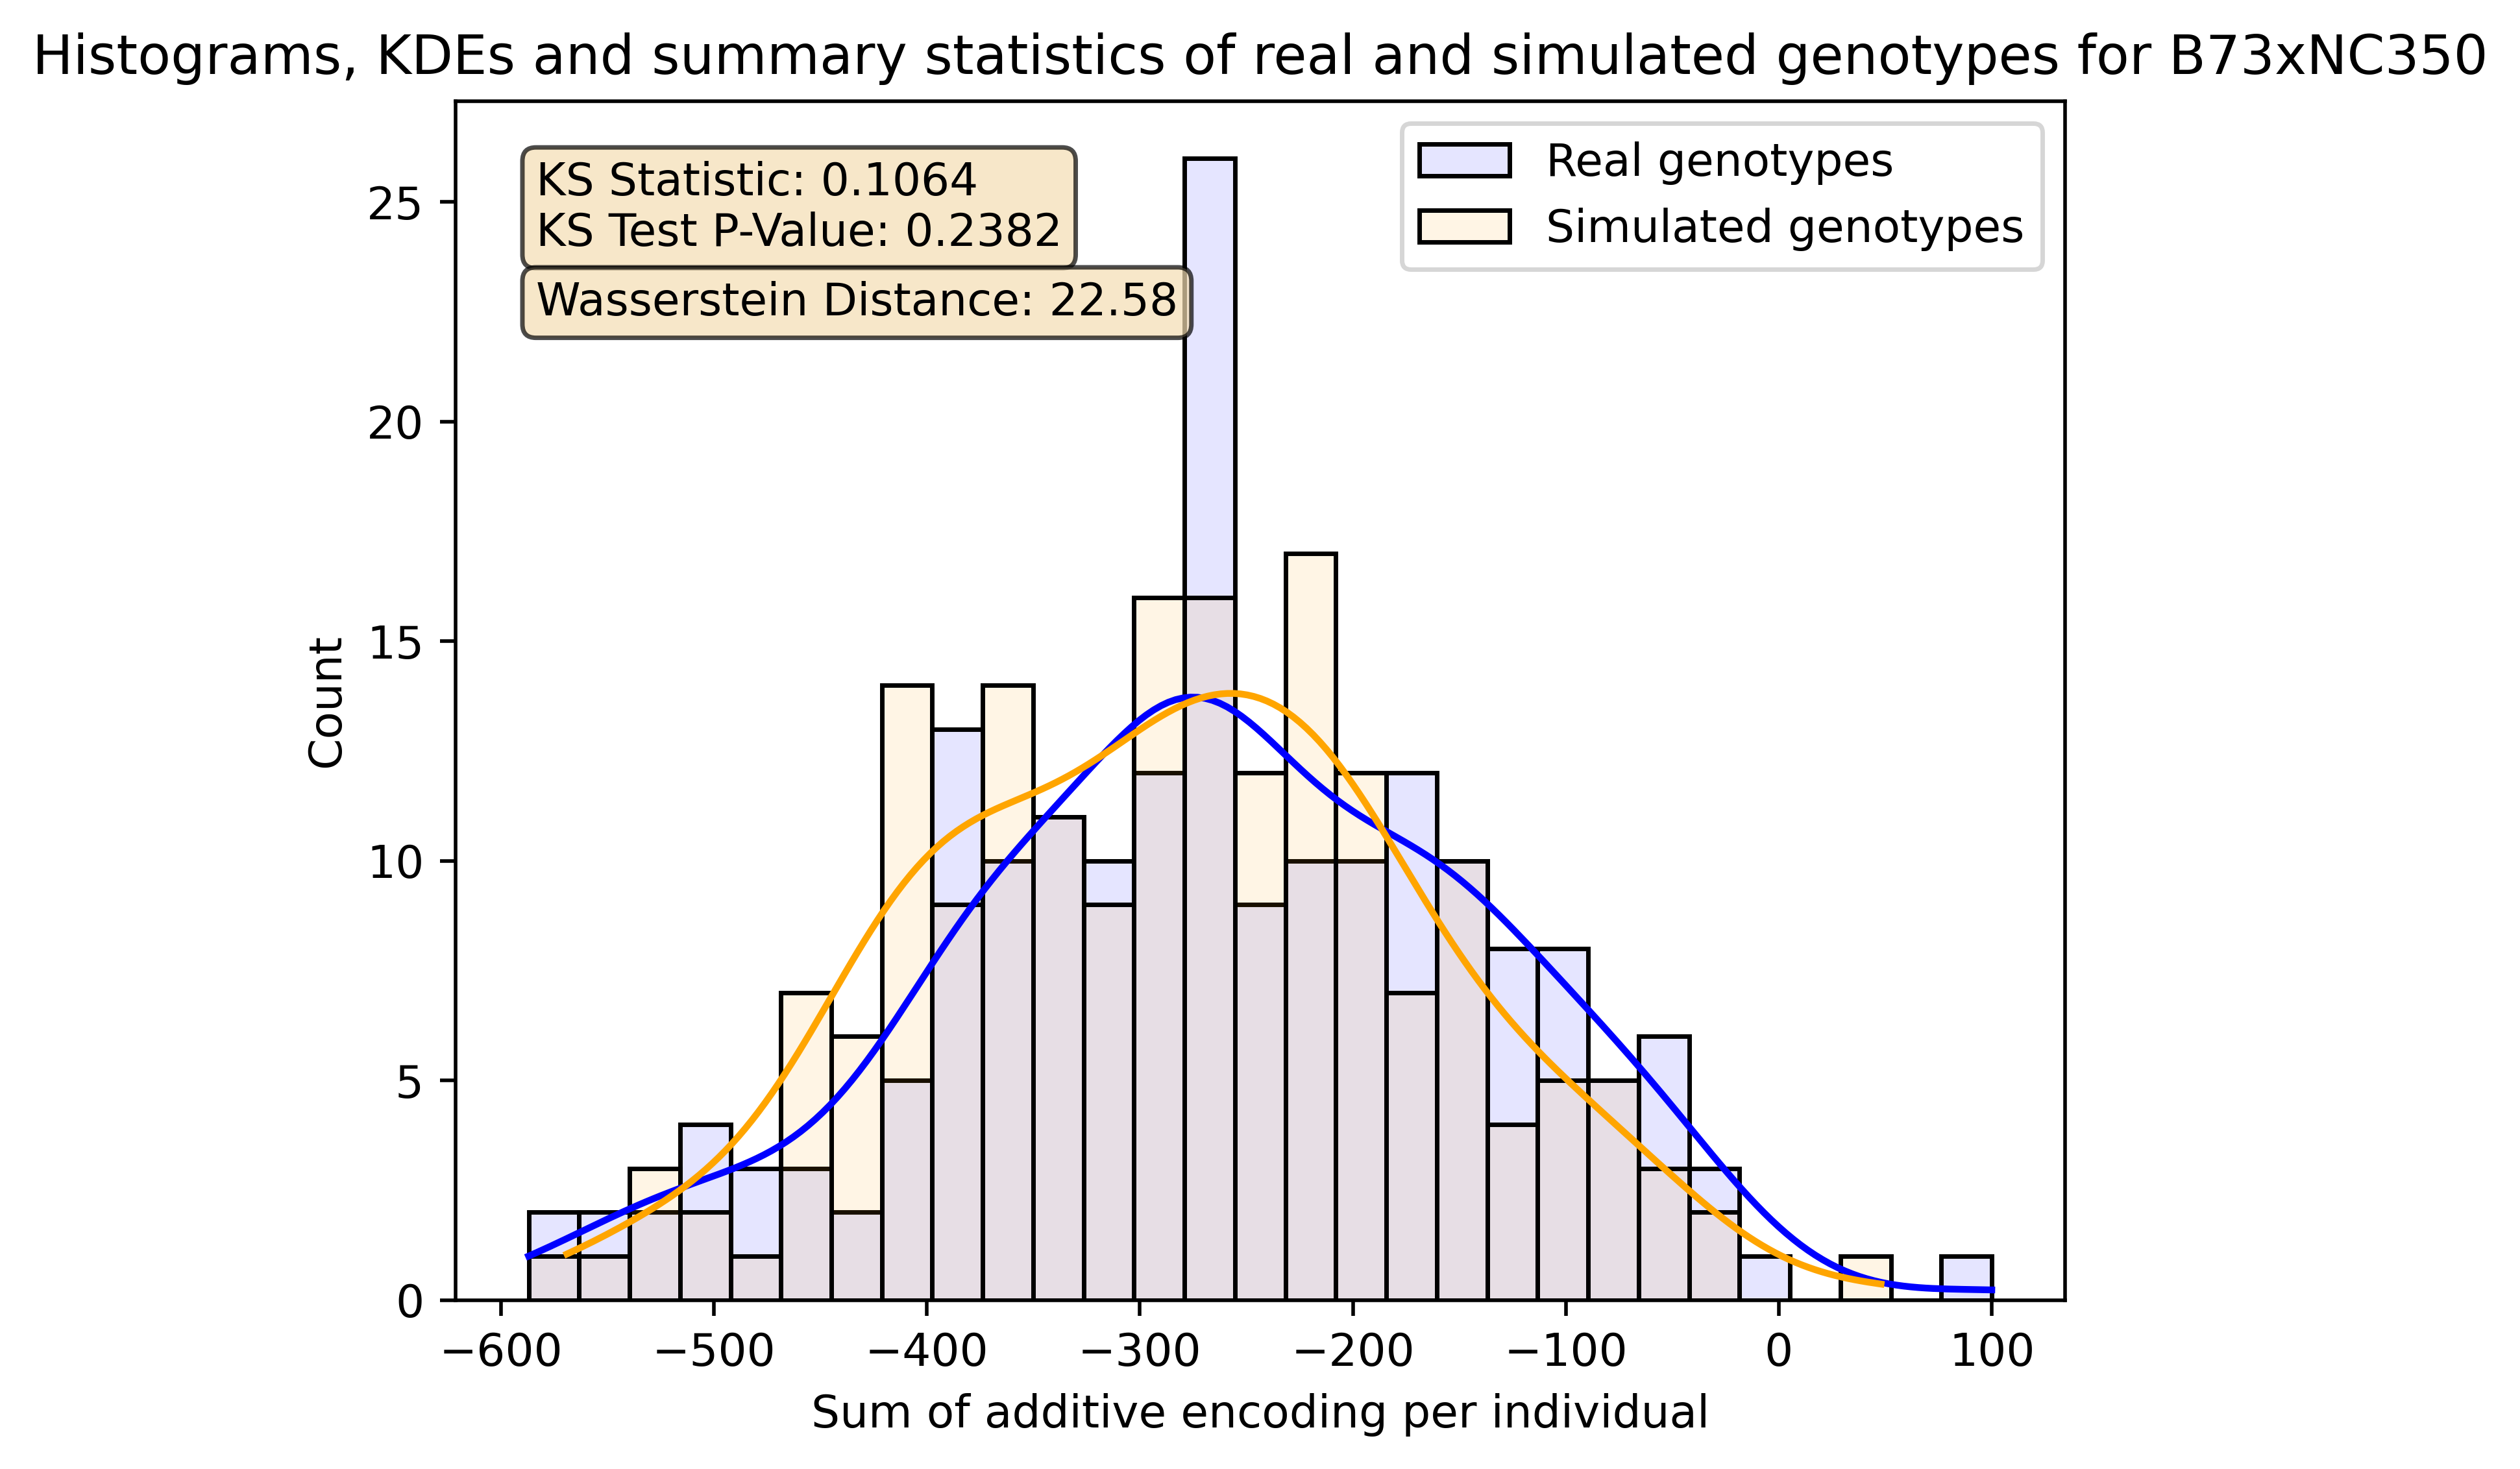 Histograms, KDEs and summary statistics of real and simulated genotypes for B73xNC350
KS Statistic: 0.1064
KS Test P-Value: 0.2382
Wasserstein Distance: 22.58
Real genotypes
Simulated genotypes
Count
25
20
15
10
5
0
−600 −500 −400 −300 −200 −100 0 100
Sum of additive encoding per individual